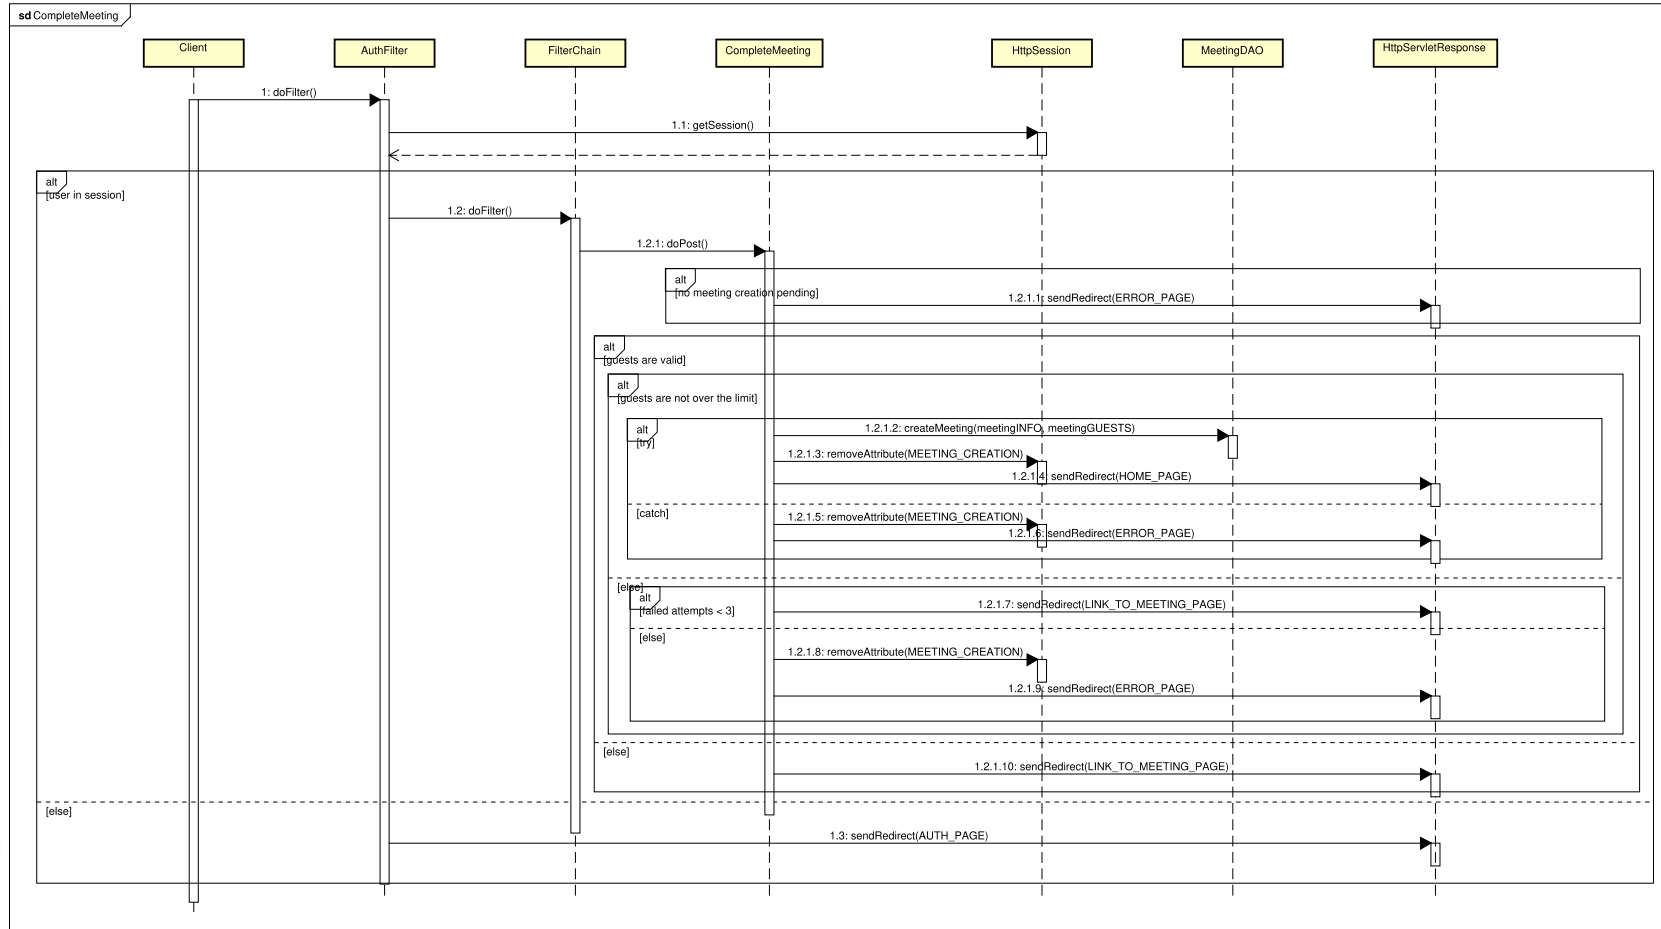 sd CompleteMeeting
Client
AuthFilter
FilterChain
CompleteMeeting
HttpSession
MeetingDAO
HttpServletResponse
1: doFilter()
1.1: getSession()
alt
[user in session]
1.2: doFilter()
1.2.1: doPost()
alt
[no meeting creation pending]
1.2.1.1: sendRedirect(ERROR_PAGE)
alt
[guests are valid]
alt
[guests are not over the limit]
alt
[try]
1.2.1.2: createMeeting(meetingINFO, meetingGUESTS)
1.2.1.3: removeAttribute(MEETING_CREATION)
1.2.1.4: sendRedirect(HOME_PAGE)
[catch]
1.2.1.5: removeAttribute(MEETING_CREATION)
1.2.1.6: sendRedirect(ERROR_PAGE)
[else]
alt
[failed attempts < 3]
1.2.1.7: sendRedirect(LINK_TO_MEETING_PAGE)
[else]
1.2.1.8: removeAttribute(MEETING_CREATION)
1.2.1.9: sendRedirect(ERROR_PAGE)
[else]
1.2.1.10: sendRedirect(LINK_TO_MEETING_PAGE)
[else]
1.3: sendRedirect(AUTH_PAGE)